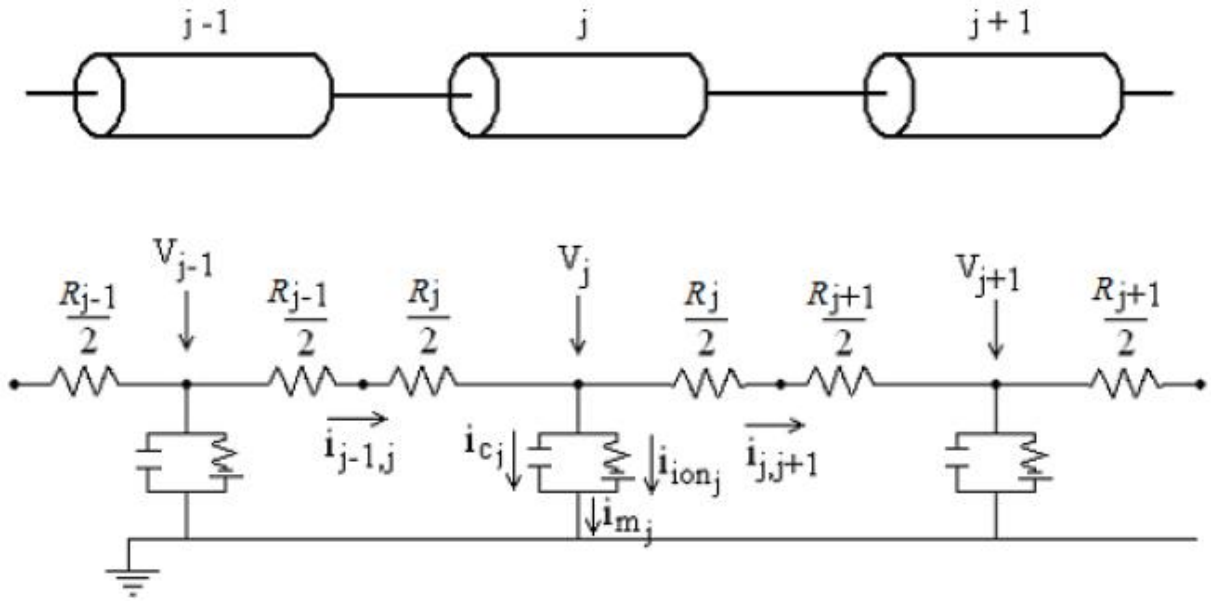 j-1 j j+1
V_{j-1} V_j V_{j+1}
R_{j-1}/2 R_{j-1}/2 R_j/2 R_j/2 R_{j+1}/2 R_{j+1}/2
i_{j-1,j} i_{c_j} i_{ion_j} i_{j,j+1}
i_{m_j}